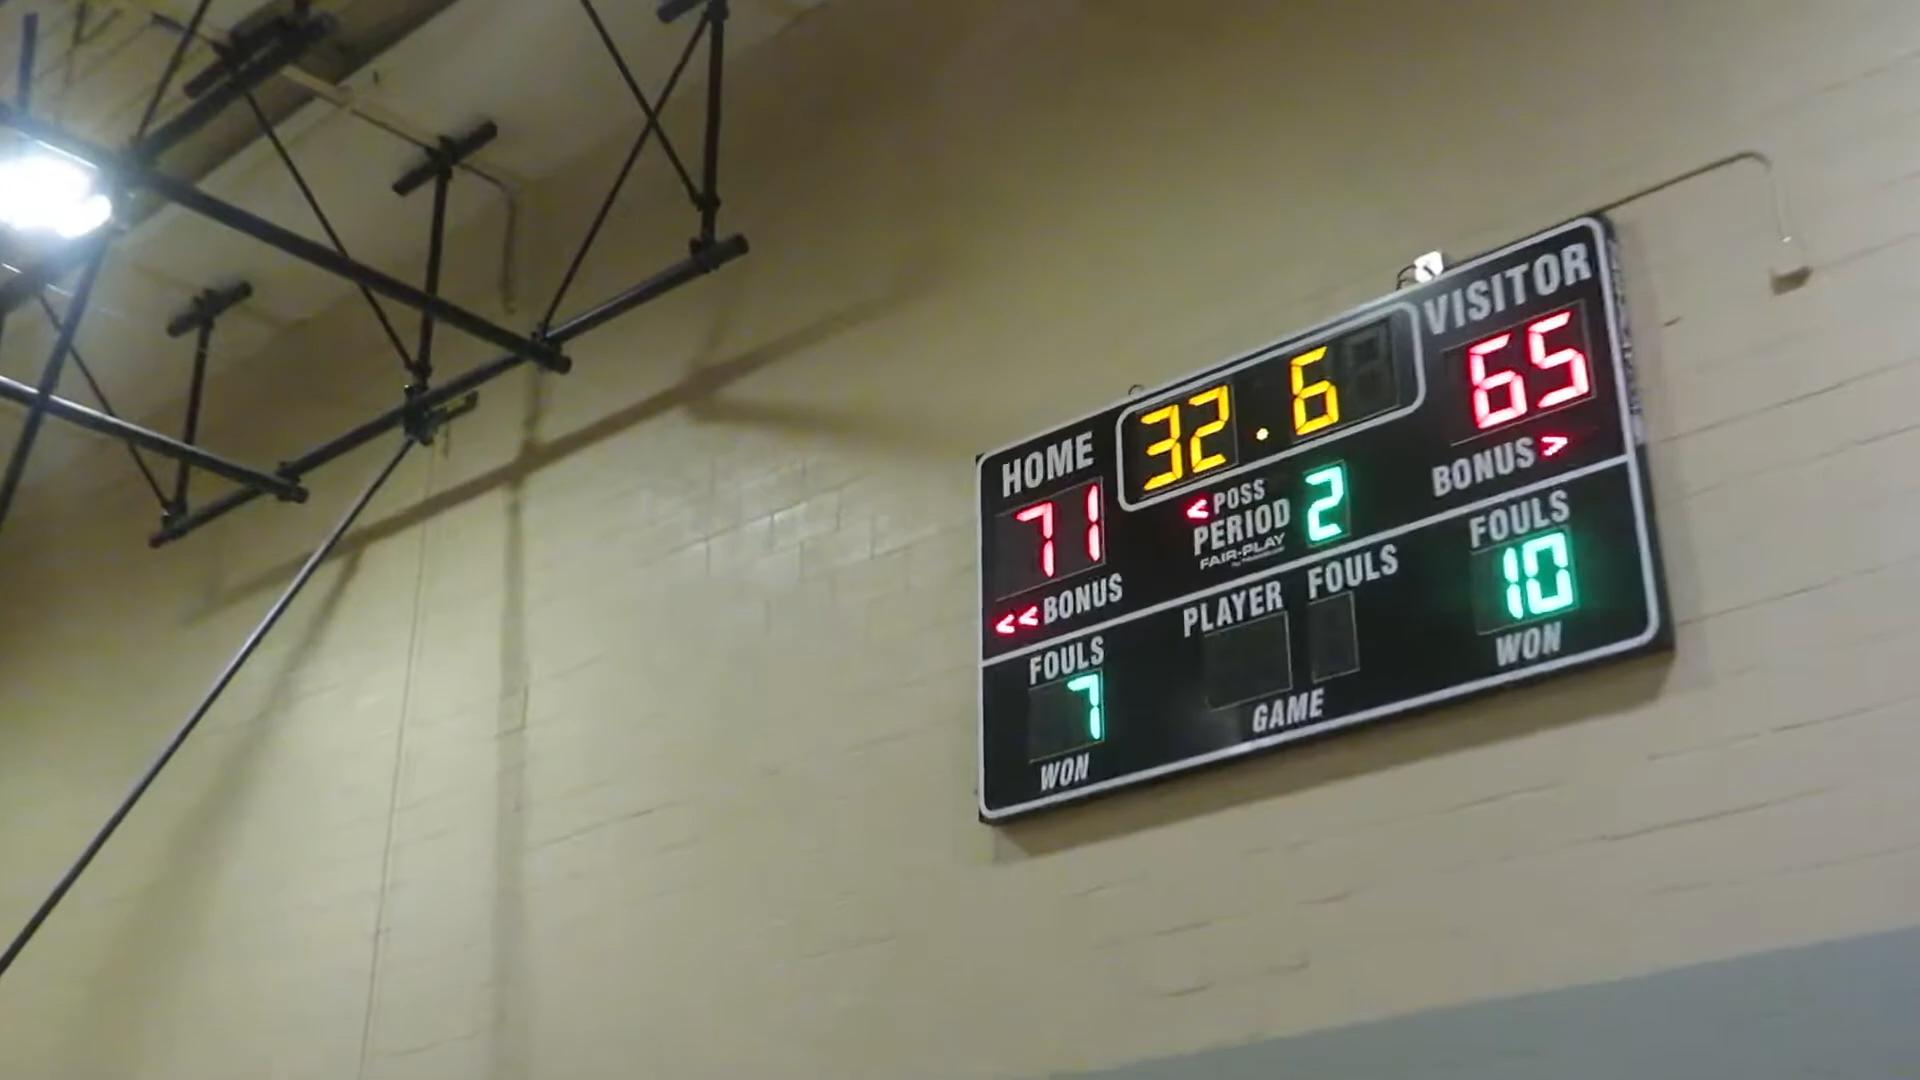 VISITOR
32.6
65
HOME
BONUS >
71
< POSS
PERIOD 2
FAIR-PLAY
<< BONUS
FOULS
10
PLAYER FOULS
WON
FOULS
7
GAME
WON